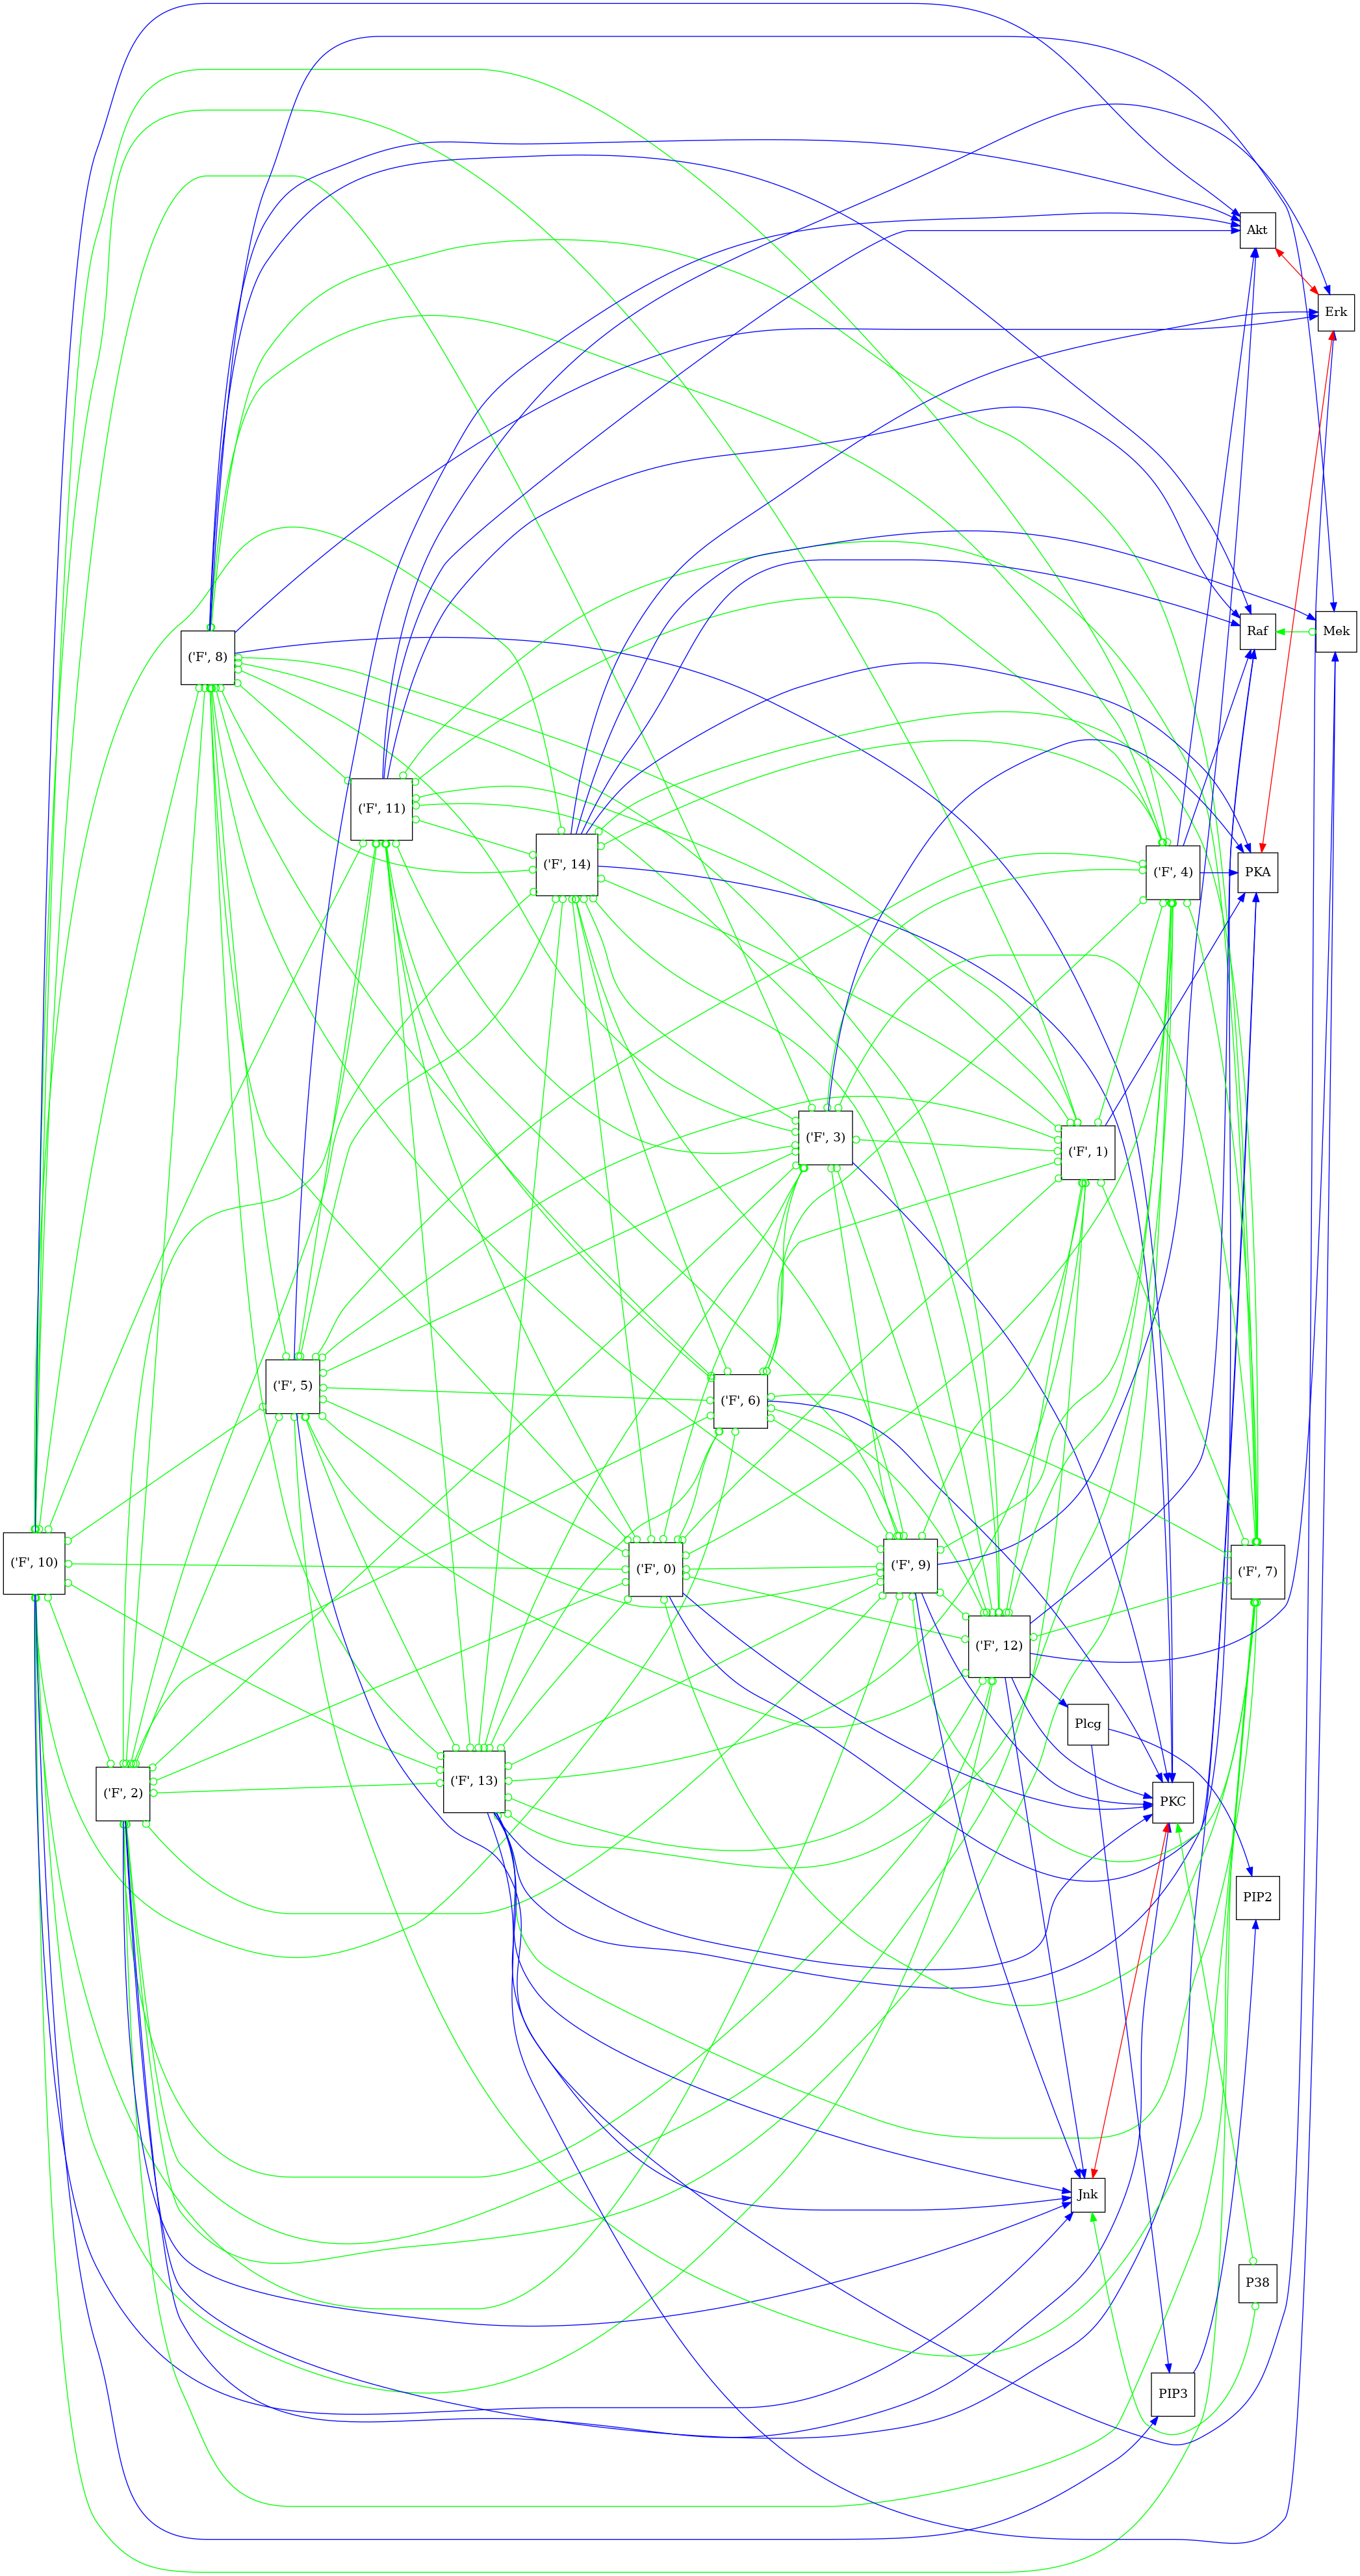 Akt
Erk
Raf
Mek
('F', 8)
('F', 11)
('F', 14)
('F', 4)
PKA
('F', 3)
('F', 1)
('F', 5)
('F', 6)
('F', 10)
('F', 0)
('F', 9)
('F', 7)
('F', 12)
Plcg
('F', 2)
('F', 13)
PKC
PIP2
Jnk
P38
PIP3